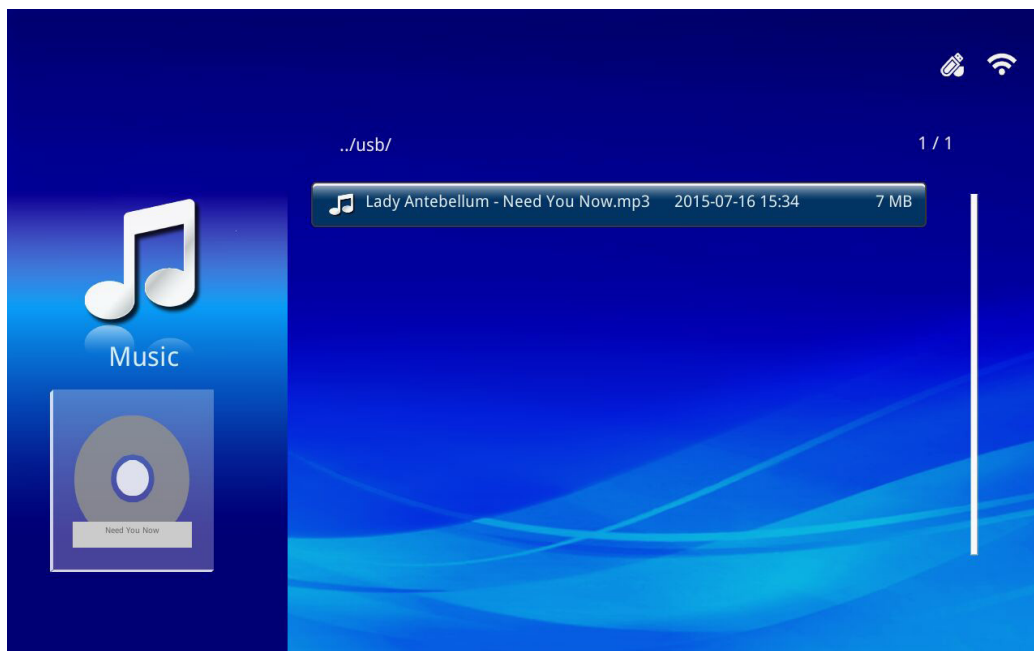 ../usb/ 1 / 1
Lady Antebellum - Need You Now.mp3 2015-07-16 15:34 7 MB
Music
Need You Now